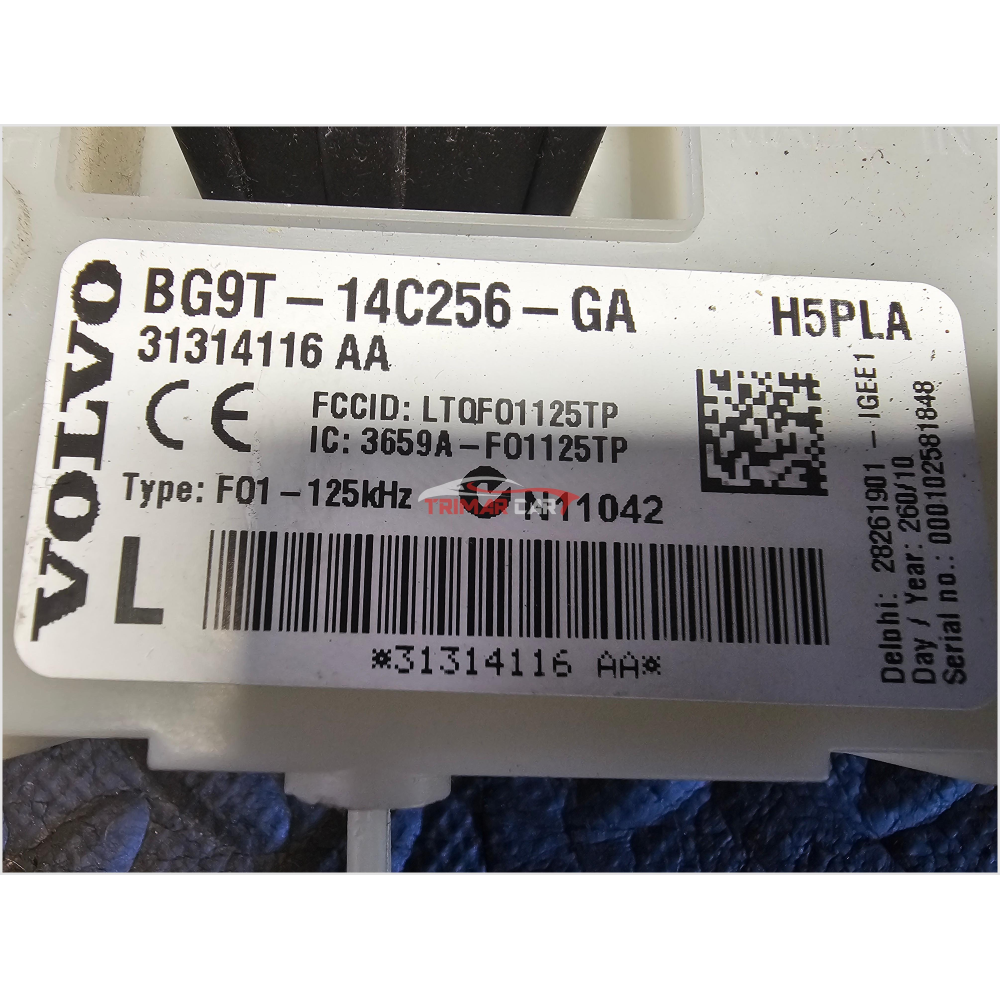 VOLVO
BG9T-14C256-GA
H5PLA
31314116 AA
CE
FCCID: LTQFO1125TP
IC: 3659A-FO1125TP
Type: FO1-125kHz
N11042
TRIMAR CAR
L
*31314116 AA*
Delphi: 28261901-IGEE1
Day / Year: 260/10
Serial no.: 000102581848